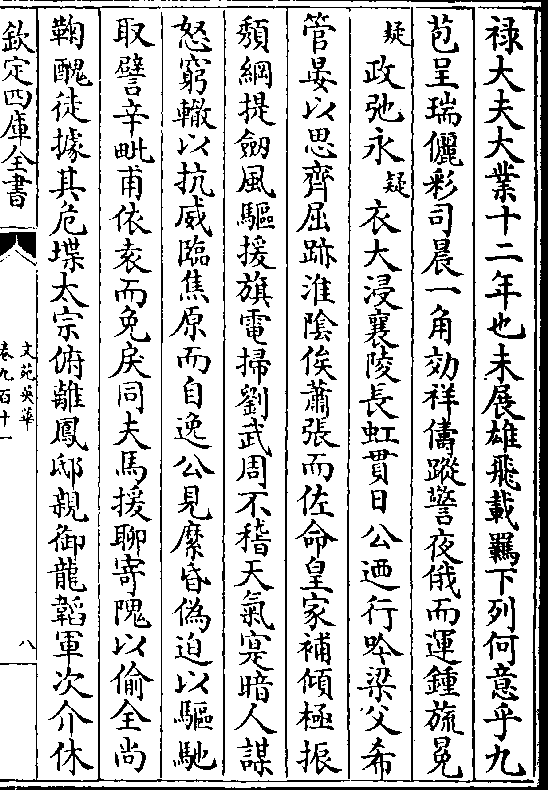 禄大夫大業十二年也未展雄飛載羈下列何意乎九
苞呈瑞儷彩司晨一角効祥儔蹤警夜俄而運鍾旒冕
疑政弛永疑衣大浸襄陵長虹貫日公迺行吟梁父希
管晏以思齊屈跡淮陰俟蕭張而佐命皇家補傾極振
頽綱提劒風驅援旗電掃劉武周不稽天氣寔暗人謀
怒窮轍以抗威臨焦原而自逸公見縻昏偽迫以驅馳
取譬辛毗甫依袁而免戾同夫馬援聊寄隗以偷全尚
鞠醜徒據其危堞太宗俯離鳳邸親御龍韜軍次介休
欽定四庫全書
文苑英華
卷九百十一
八